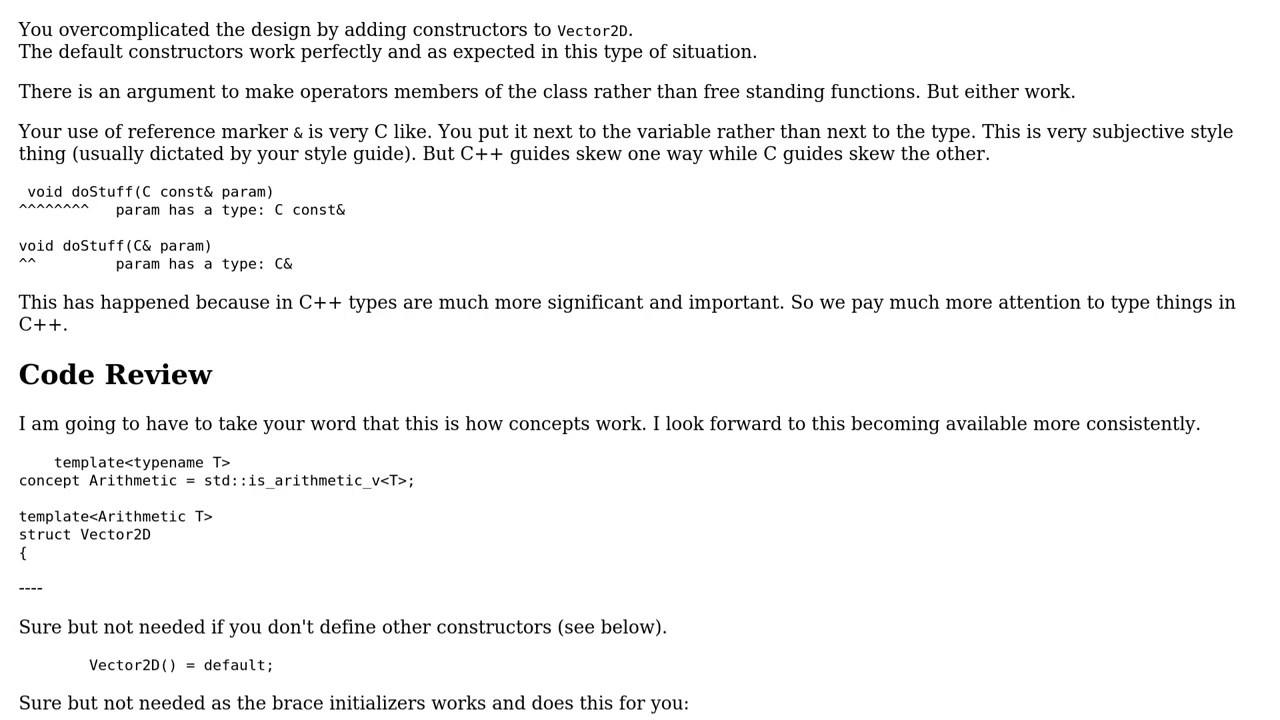 You overcomplicated the design by adding constructors to Vector2D.
The default constructors work perfectly and as expected in this type of situation.
There is an argument to make operators members of the class rather than free standing functions. But either work.
Your use of reference marker & is very C like. You put it next to the variable rather than next to the type. This is very subjective style
thing (usually dictated by your style guide). But C++ guides skew one way while C guides skew the other.
 void doStuff(C const& param)
^^^^^^^^   param has a type: C const&
void doStuff(C& param)
^^         param has a type: C&
This has happened because in C++ types are much more significant and important. So we pay much more attention to type things in
C++.
Code Review
I am going to have to take your word that this is how concepts work. I look forward to this becoming available more consistently.
    template<typename T>
concept Arithmetic = std::is_arithmetic_v<T>;
template<Arithmetic T>
struct Vector2D
{
----
Sure but not needed if you don't define other constructors (see below).
        Vector2D() = default;
Sure but not needed as the brace initializers works and does this for you: